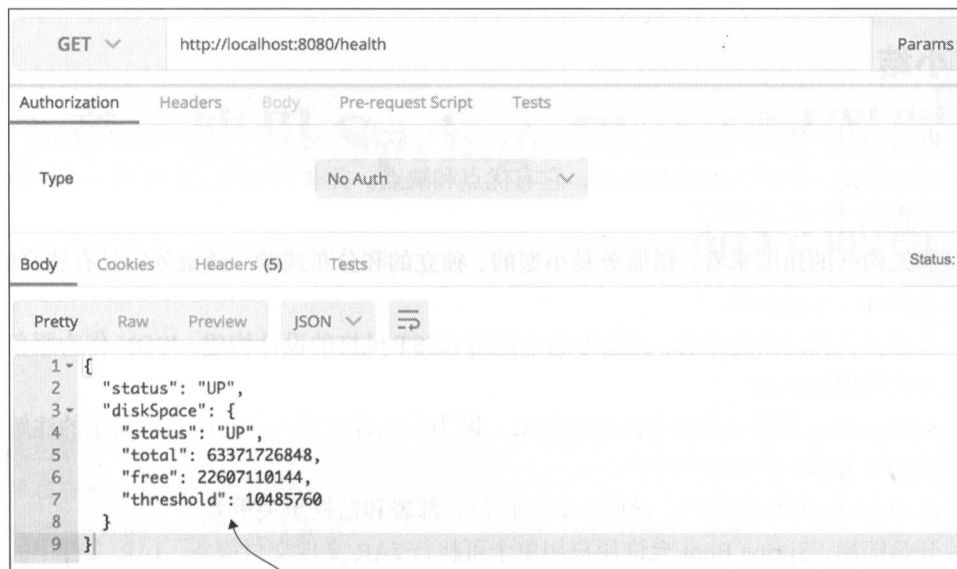 GET http://localhost:8080/health Params
Authorization Headers Body Pre-request Script Tests
Type No Auth
Body Cookies Headers (5) Tests Status:
Pretty Raw Preview JSON
1 {
2 "status": "UP",
3 "diskSpace": {
4 "status": "UP",
5 "total": 63371726848,
6 "free": 22607110144,
7 "threshold": 10485760
8 }
9 }